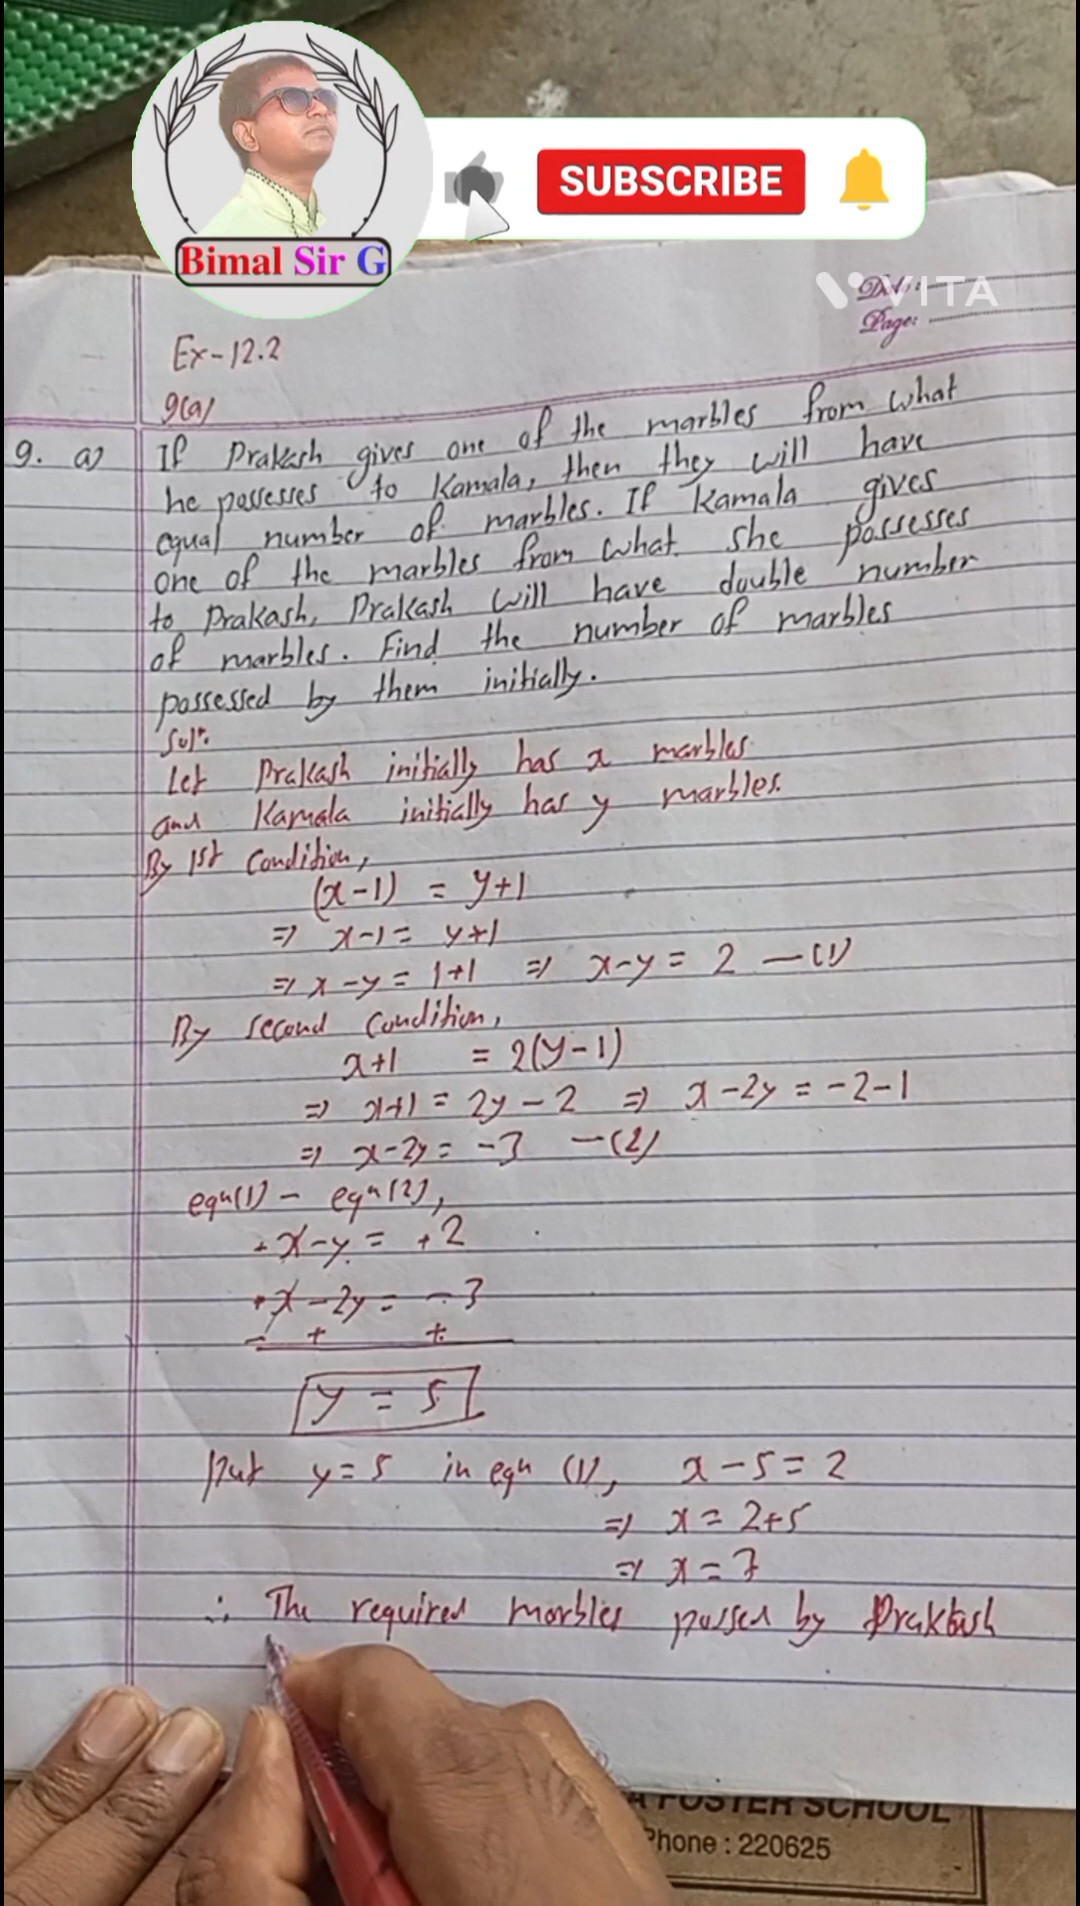 Bimal Sir G
SUBSCRIBE
VITA
Date:
Page:
Ex-12.2
9(a)
9. a) If Prakash gives one of the marbles from what
he possesses to Kamala, then they will have
equal number of marbles. If Kamala gives
one of the marbles from what she possesses
to Prakash, Prakash will have double number
of marbles. Find the number of marbles
possessed by them initially.
Solⁿ.
Let Prakash initially has x marbles
and Kamala initially has y marbles.
By 1st Condition,
(x-1) = y+1
⇒ x-1 = y+1
⇒ x-y = 1+1 ⇒ x-y = 2 —(1)
By second Condition,
x+1 = 2(y-1)
⇒ x+1 = 2y-2 ⇒ x-2y = -2-1
⇒ x-2y = -3 —(2)
eqn(1) - eqn(2),
+x-y = +2
+x-2y = -3
- + +
y = 5
Put y=5 in eqn (1), x-5=2
⇒ x = 2+5
⇒ x = 7
∴ The required marbles by Prakash
FOSTER SCHOOL
Phone : 220625